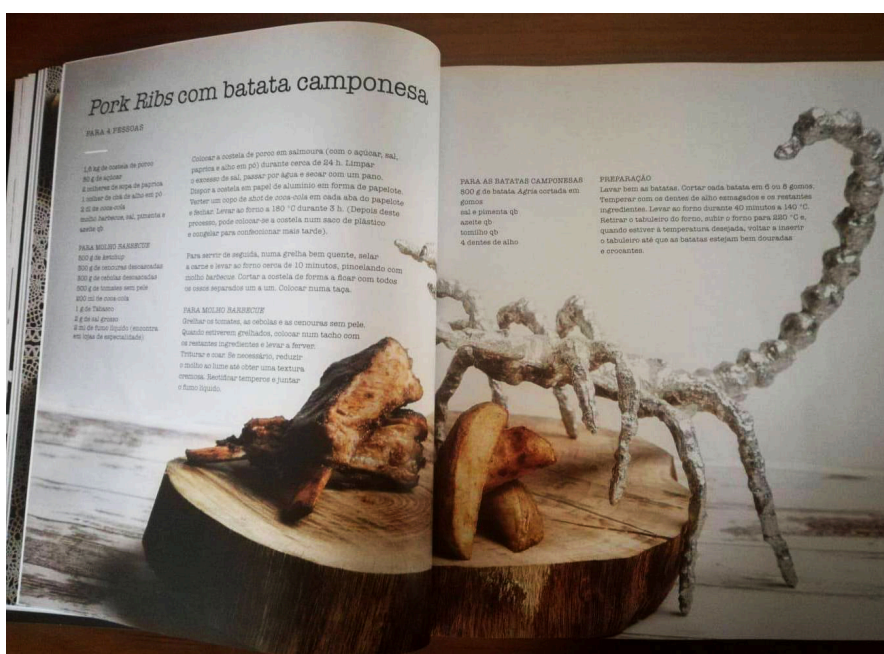 Pork Ribs com batata camponesa
PARA 4 PESSOAS
1,6 kg de costela de porco
80 g de açúcar
4 colheres de sopa de paprica
1 colher de chá de alho em pó
2 dl de coca-cola
molho barbecue, sal, pimenta e
azeite qb
PARA MOLHO BARBECUE
500 g de ketchup
300 g de cenouras descascadas
300 g de cebolas descascadas
300 g de tomates sem pele
200 ml de coca-cola
1 g de Tabasco
2 g de sal grosso
2 ml de fumo líquido (encontra
em lojas de especialidade)
Colocar a costela de porco em salmoura (com o açúcar, sal,
paprica e alho em pó) durante cerca de 24 h. Limpar
o excesso de sal, passar por água e secar com um pano.
Dispor a costela em papel de alumínio em forma de papelote.
Verter um copo de shot de coca-cola em cada aba do papelote
e fechar. Levar ao forno a 180 °C durante 3 h. (Depois deste
processo, pode colocar-se a costela num saco de plástico
e congelar para confeccionar mais tarde).
Para servir de seguida, numa grelha bem quente, selar
a carne e levar ao forno cerca de 10 minutos, pincelando com
molho barbecue. Cortar a costela de forma a ficar com todos
os ossos separados um a um. Colocar numa taça.
PARA MOLHO BARBECUE
Grelhar os tomates, as cebolas e as cenouras sem pele.
Quando estiverem grelhados, colocar num tacho com
os restantes ingredientes e levar a ferver.
Triturar e coar. Se necessário, reduzir
o molho ao lume até obter uma textura
cremosa. Rectificar temperos e juntar
o fumo líquido.
PARA AS BATATAS CAMPONESAS
800 g de batata Agria cortada em
gomos
sal e pimenta qb
azeite qb
tomilho qb
4 dentes de alho
PREPARAÇÃO
Lavar bem as batatas. Cortar cada batata em 6 ou 8 gomos.
Temperar com os dentes de alho esmagados e os restantes
ingredientes. Levar ao forno durante 40 minutos a 140 °C.
Retirar o tabuleiro do forno, subir o forno para 220 °C e,
quando estiver à temperatura desejada, voltar a inserir
o tabuleiro até que as batatas estejam bem douradas
e crocantes.